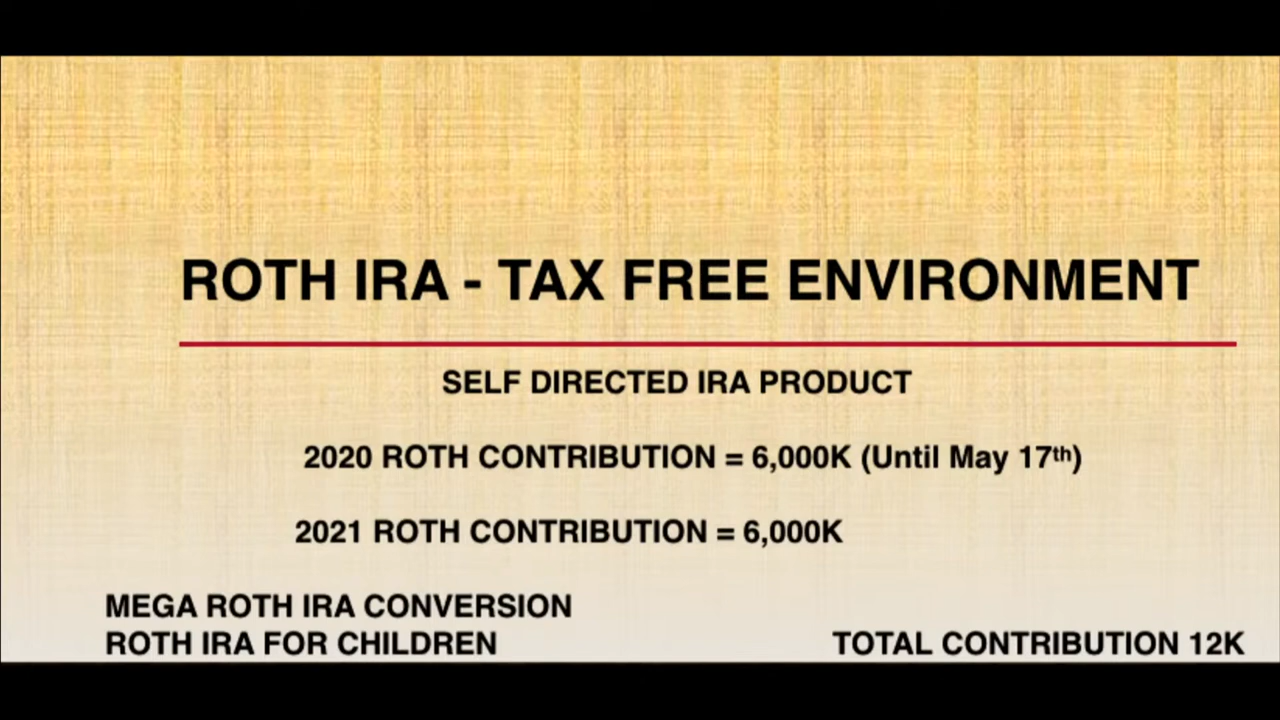 ROTH IRA - TAX FREE ENVIRONMENT
SELF DIRECTED IRA PRODUCT
2020 ROTH CONTRIBUTION = 6,000K (Until May 17th)
2021 ROTH CONTRIBUTION = 6,000K
MEGA ROTH IRA CONVERSION
ROTH IRA FOR CHILDREN
TOTAL CONTRIBUTION 12K